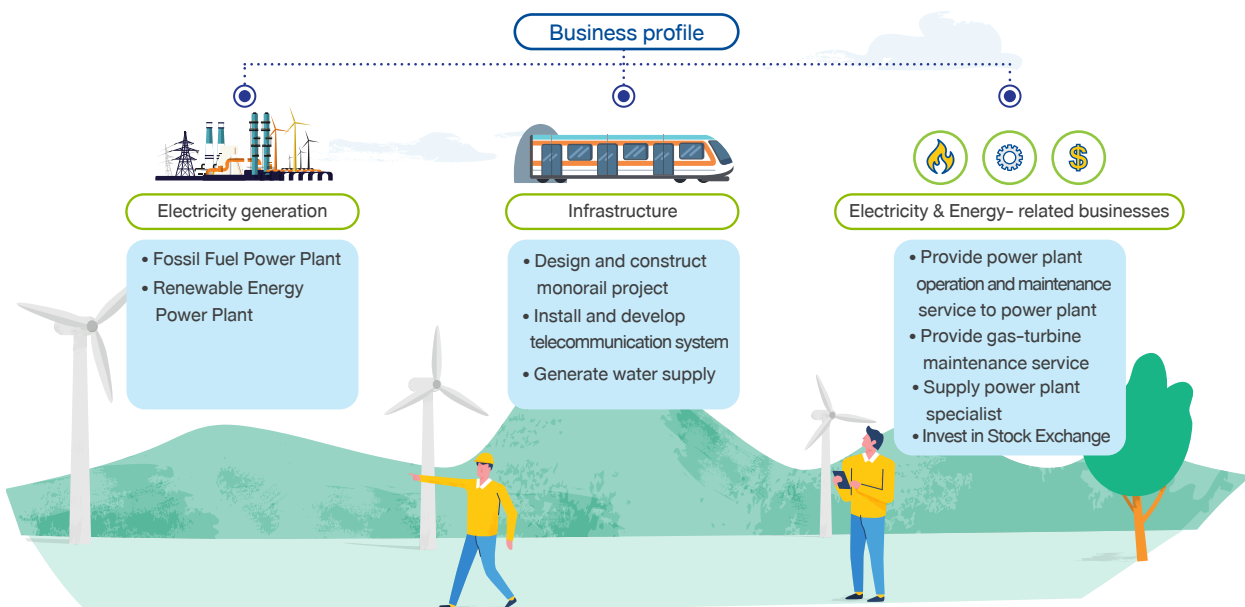 Business profile
Electricity generation
• Fossil Fuel Power Plant
• Renewable Energy
Power Plant
Infrastructure
• Design and construct
monorail project
• Install and develop
telecommunication system
• Generate water supply
$
Electricity & Energy- related businesses
• Provide power plant
operation and maintenance
service to power plant
• Provide gas-turbine
maintenance service
• Supply power plant
specialist
• Invest in Stock Exchange